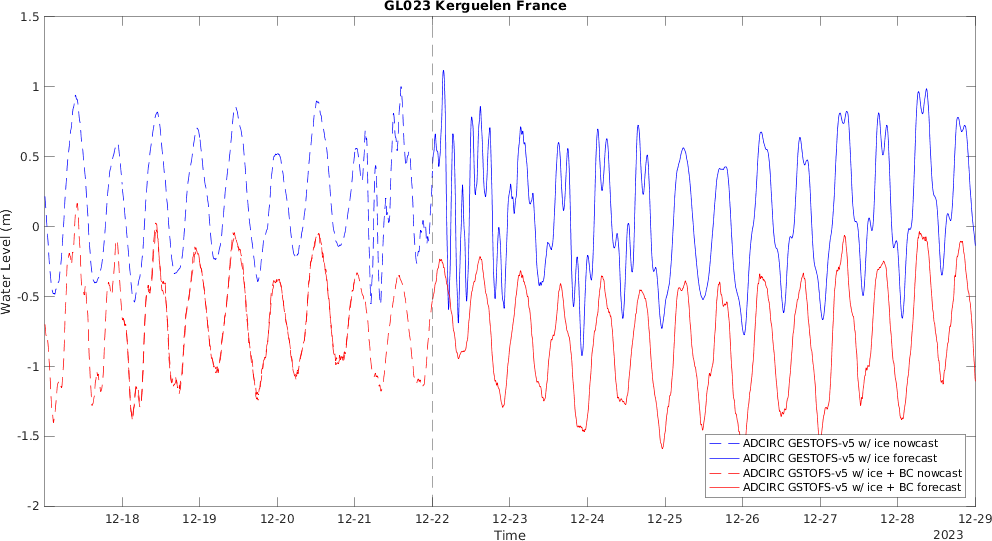 GL023 Kerguelen France
1.5
1
0.5
0
-0.5
-1
-1.5
-2
Water Level (m)
12-18 12-19 12-20 12-21 12-22 12-23 12-24 12-25 12-26 12-27 12-28 12-29
Time
2023
ADCIRC GESTOFS-v5 w/ ice nowcast
ADCIRC GESTOFS-v5 w/ ice forecast
ADCIRC GSTOFS-v5 w/ ice + BC nowcast
ADCIRC GSTOFS-v5 w/ ice + BC forecast